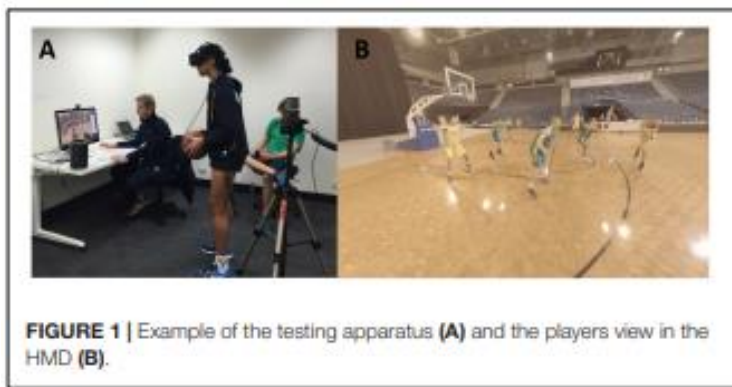 A
B
FIGURE 1 | Example of the testing apparatus (A) and the players view in the
HMD (B).